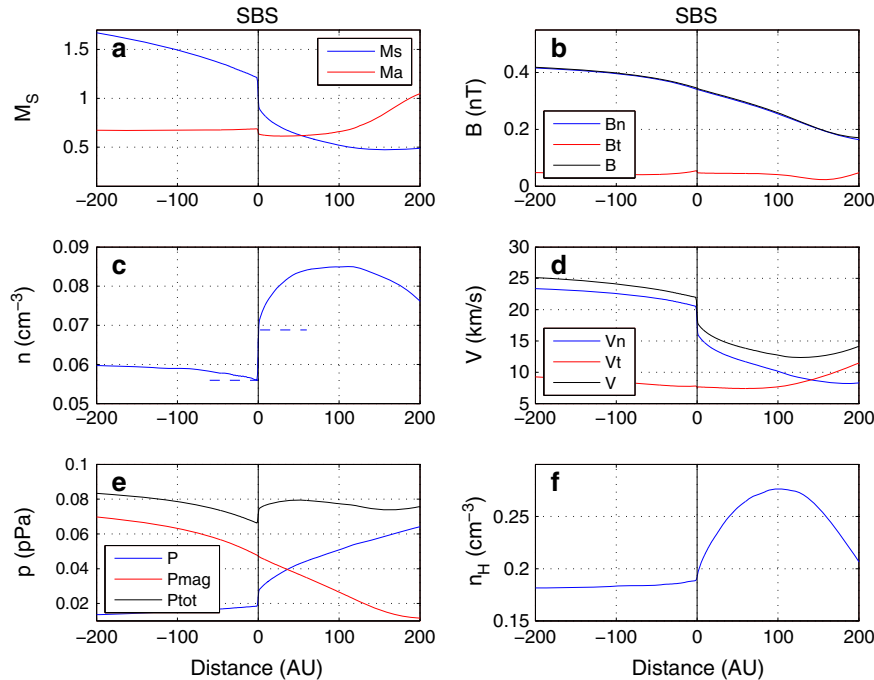 SBS
a
Ms
Ma
M_S
1.5
1
0.5
−200 −100 0 100 200
SBS
b
Bn
Bt
B
B (nT)
0.4
0.2
0
−200 −100 0 100 200
c
n (cm⁻³)
0.09
0.08
0.07
0.06
0.05
−200 −100 0 100 200
d
Vn
Vt
V
V (km/s)
30
25
20
15
10
5
−200 −100 0 100 200
e
P
Pmag
Ptot
p (pPa)
0.1
0.08
0.06
0.04
0.02
−200 −100 0 100 200
Distance (AU)
f
n_H (cm⁻³)
0.25
0.2
0.15
−200 −100 0 100 200
Distance (AU)